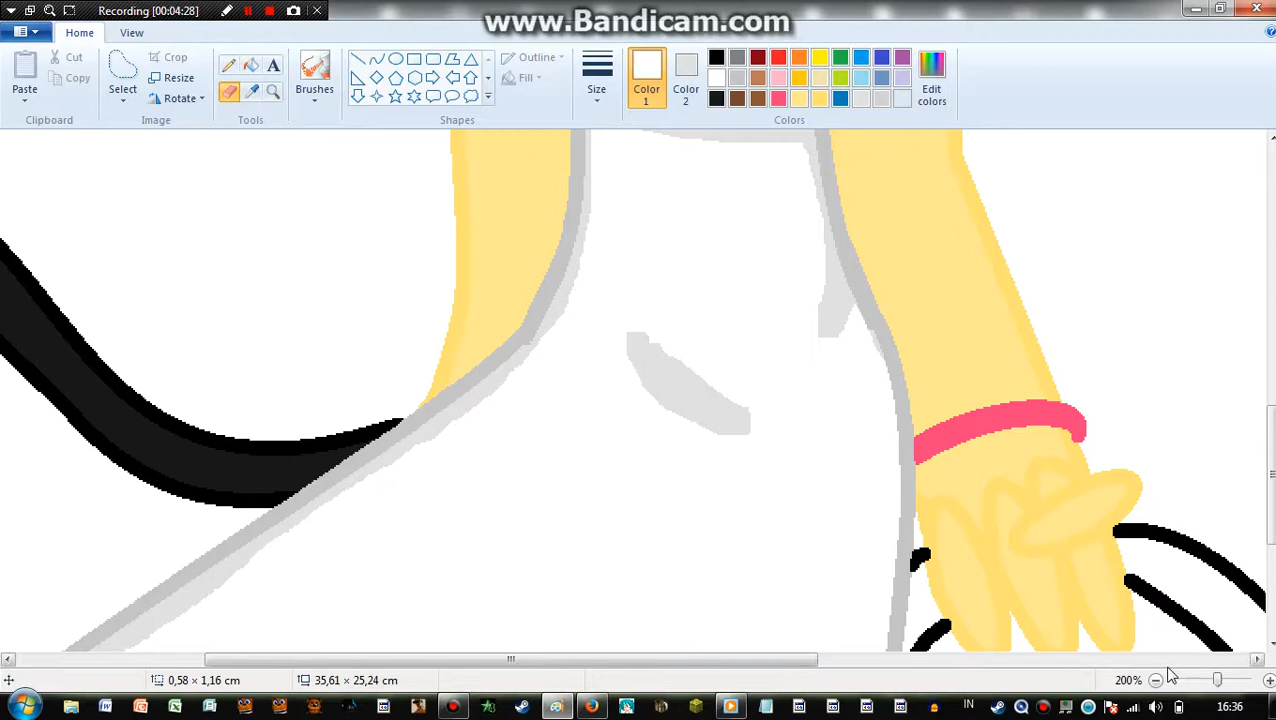 Recording [00:04:28]
www.Bandicam.com
Home View
Cut
Crop
Outline
Copy
Resize
Fill
Paste
Select
Rotate
Brushes
Size
Color 1
Color 2
Edit colors
Clipboard Image Tools Shapes Colors
0,58 × 1,16 cm
35,61 × 25,24 cm
200%
IN
16:36